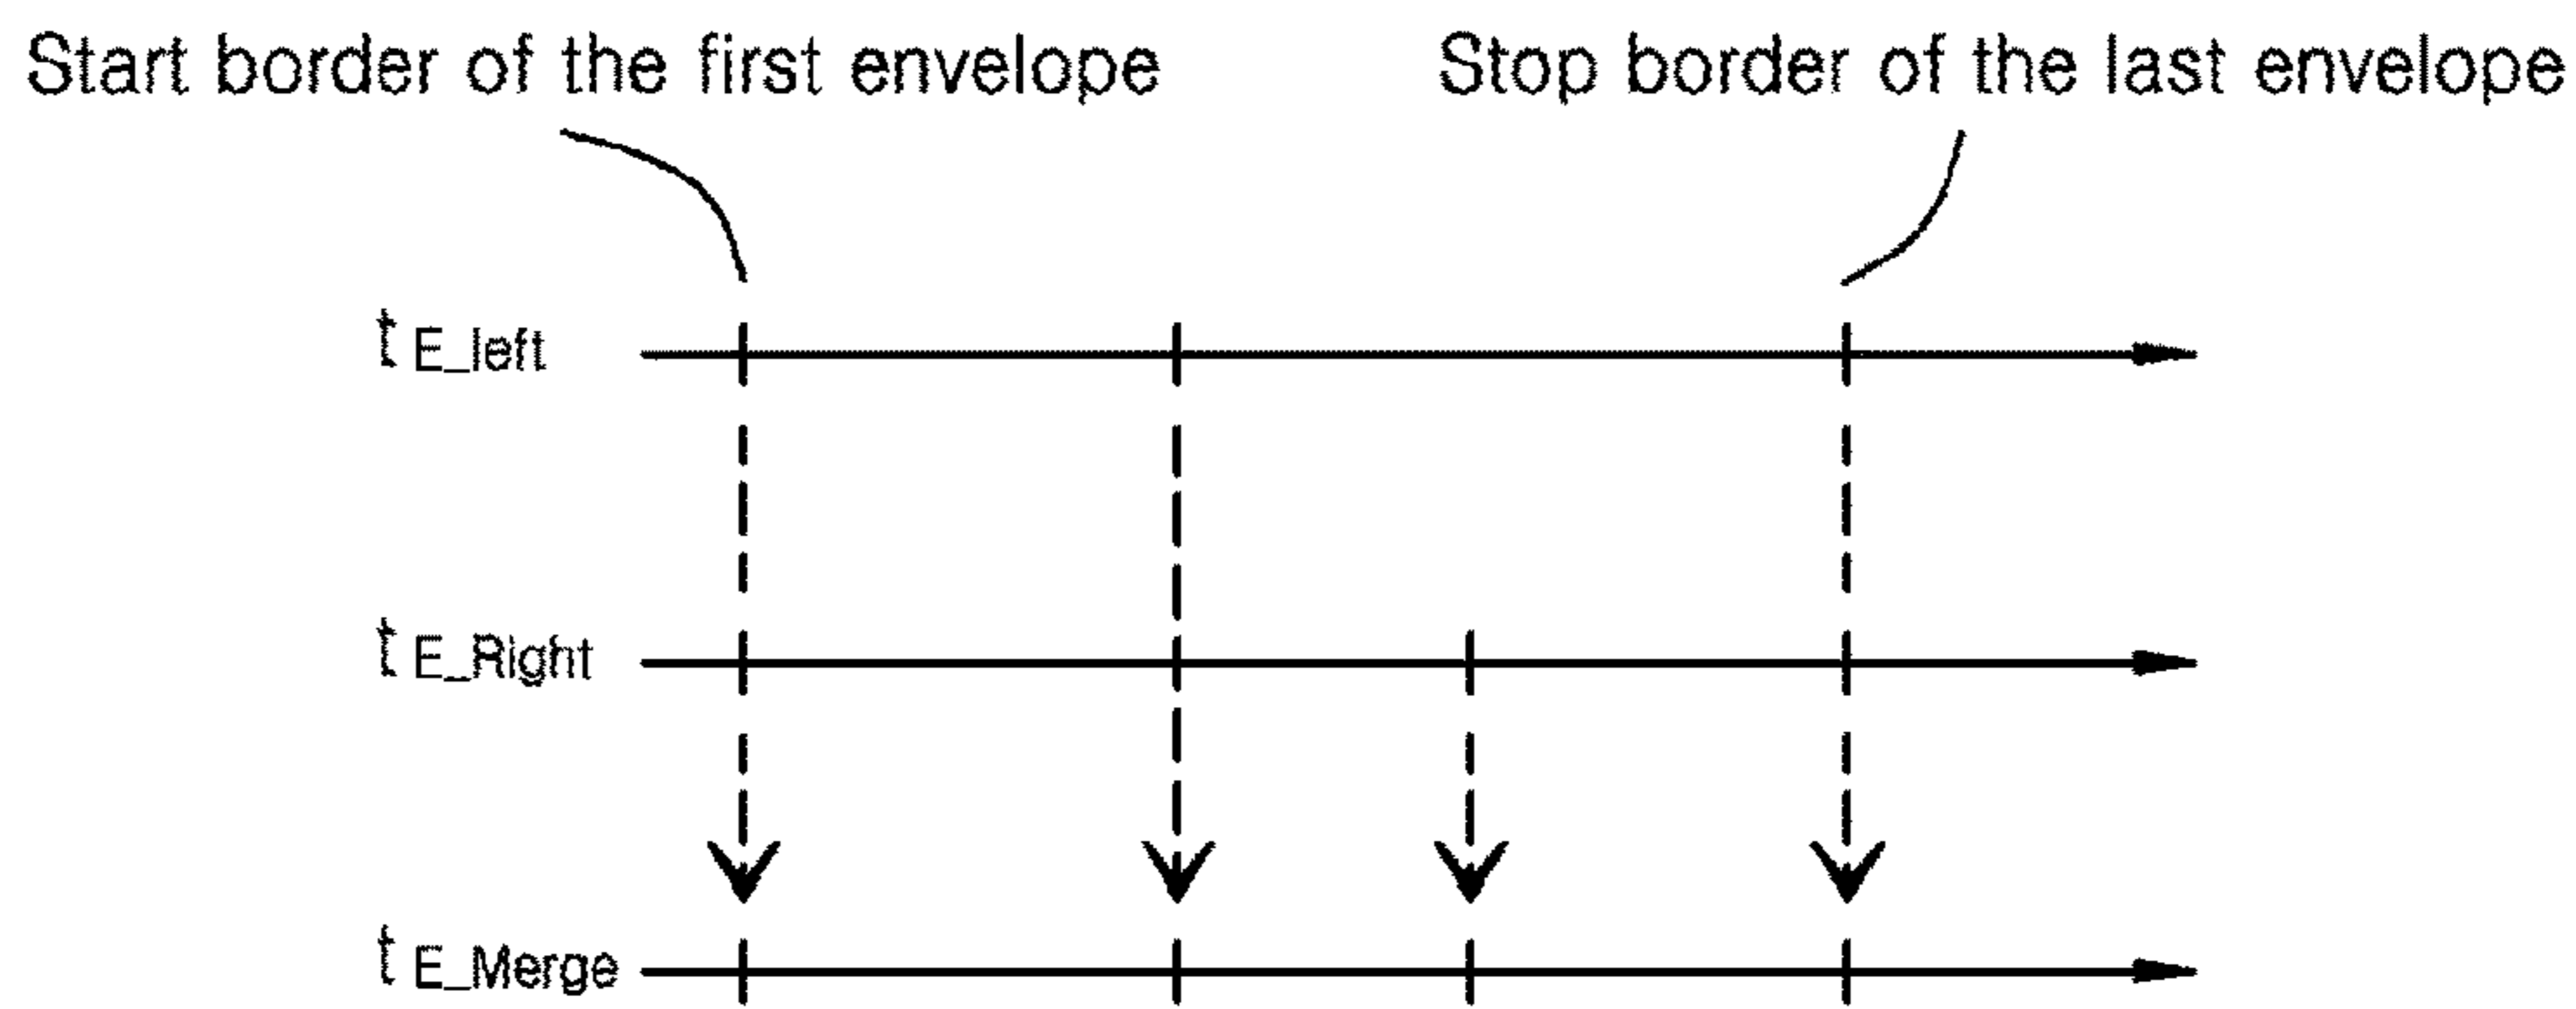 Start border of the first envelope
Stop border of the last envelope
t E_left
t E_Right
t E_Merge